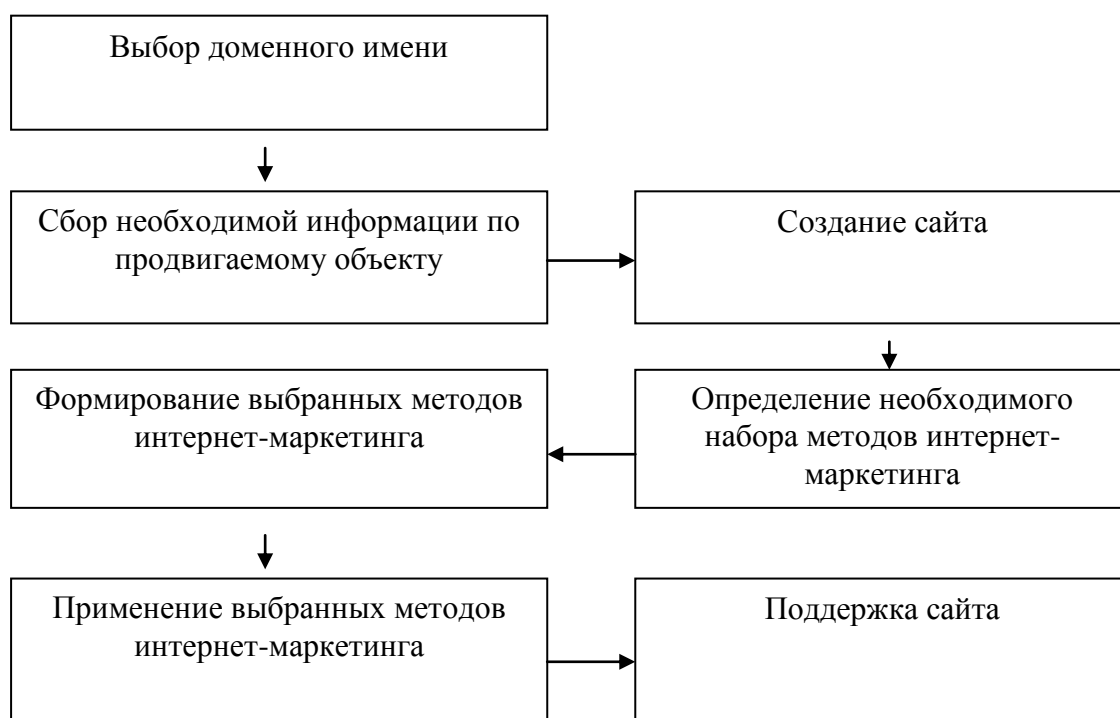 Выбор доменного имени
Сбор необходимой информации по
продвигаемому объекту
Создание сайта
Определение необходимого
набора методов интернет-
маркетинга
Формирование выбранных методов
интернет-маркетинга
Применение выбранных методов
интернет-маркетинга
Поддержка сайта